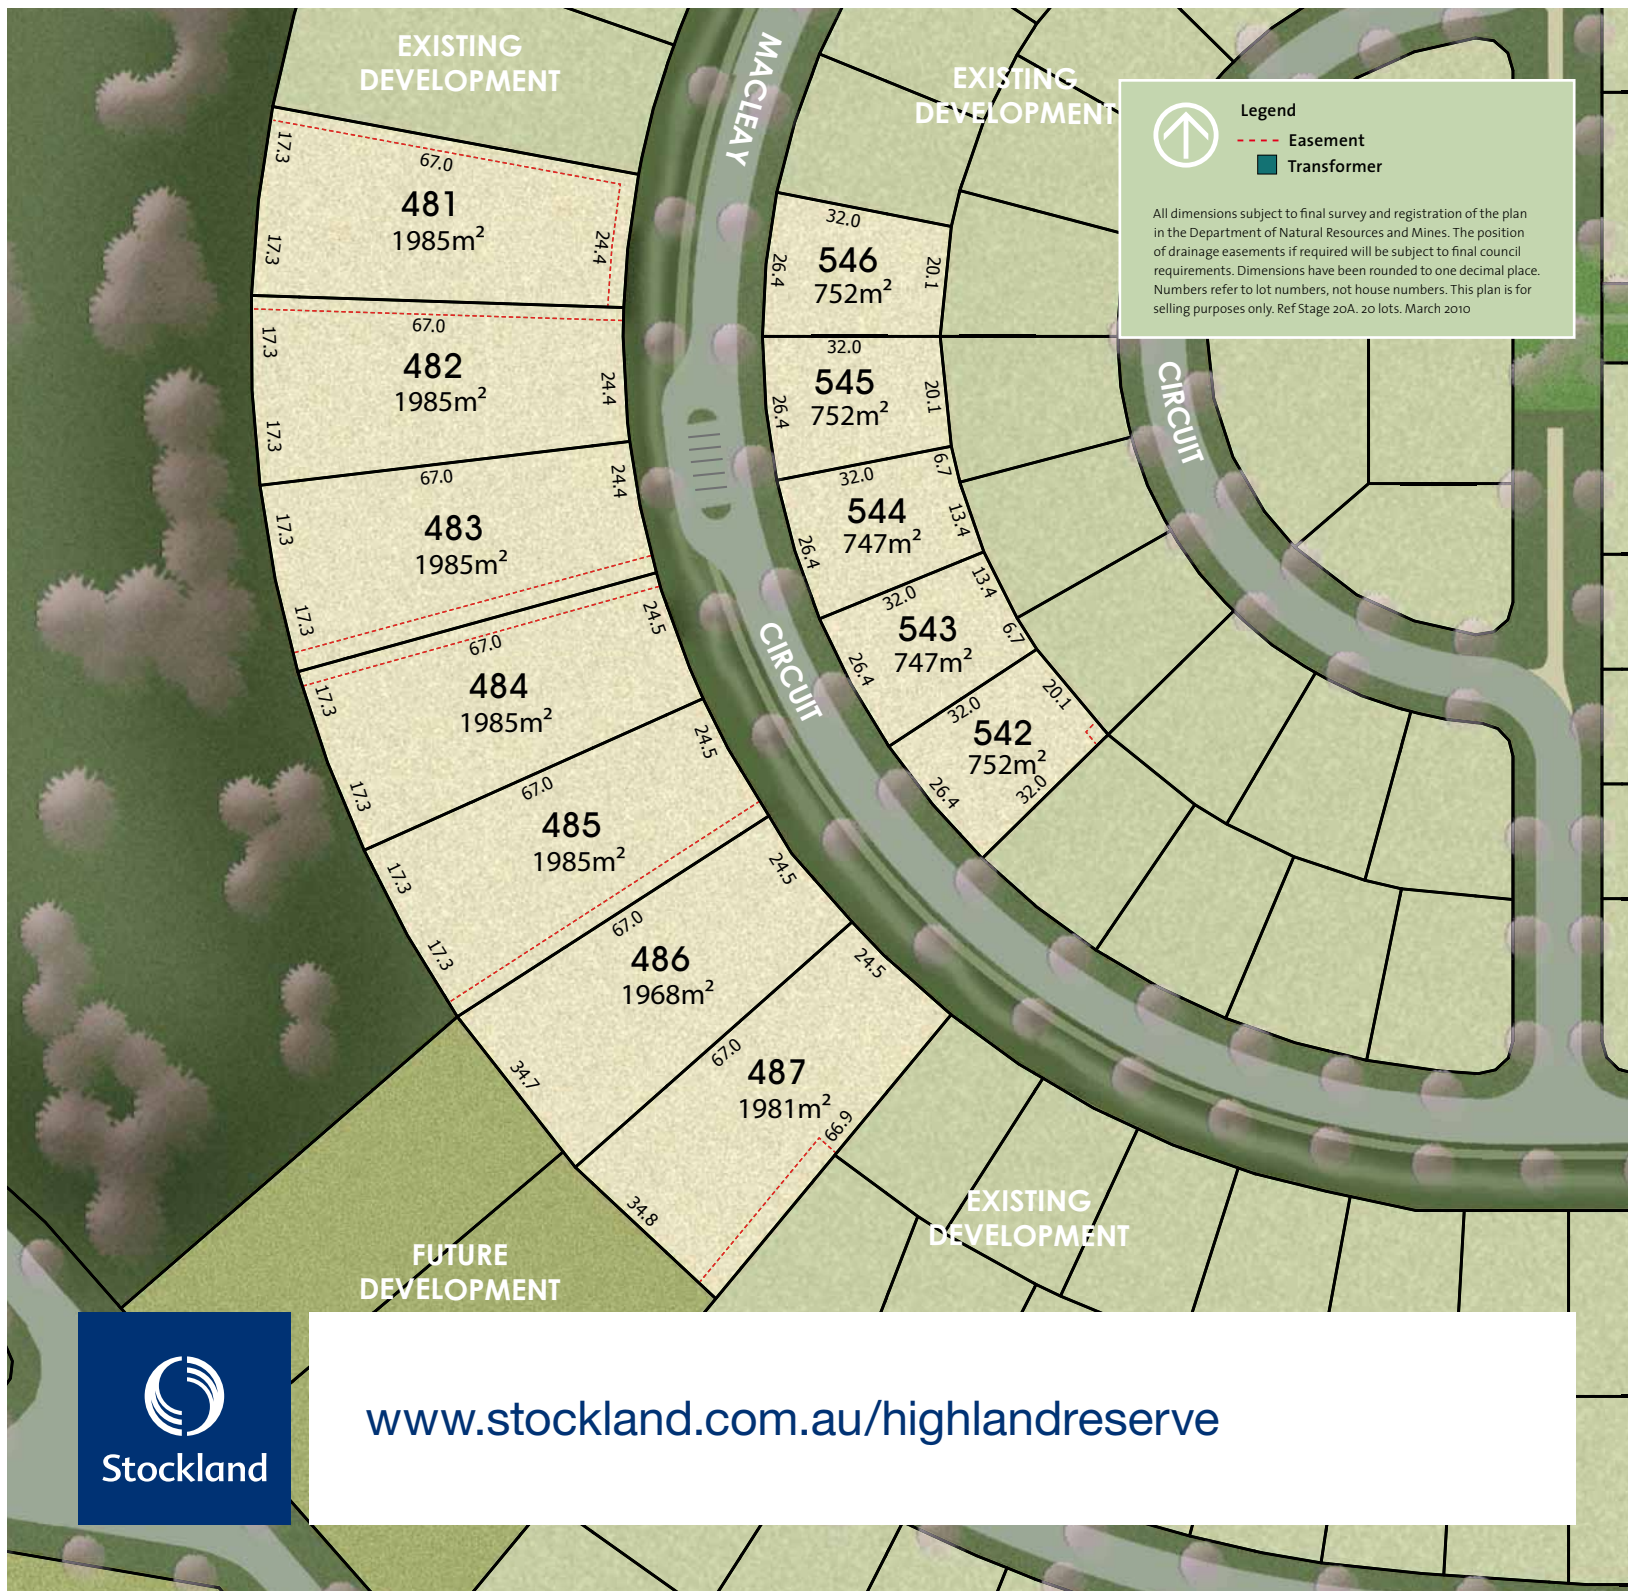 EXISTING
DEVELOPMENT
MACLEAY
EXISTING
DEVELOPMENT
Legend
Easement
Transformer
All dimensions subject to final survey and registration of the plan
in the Department of Natural Resources and Mines. The position
of drainage easements if required will be subject to final council
requirements. Dimensions have been rounded to one decimal place.
Numbers refer to lot numbers, not house numbers. This plan is for
selling purposes only. Ref Stage 20A. 20 lots. March 2010
17.3
67.0
481
1985m²
17.3
24.4
32.0
546
752m²
26.4
20.1
67.0
17.3
482
1985m²
24.4
17.3
32.0
545
752m²
26.4
20.1
CIRCUIT
67.0
24.4
483
1985m²
17.3
17.3
32.0
6.7
544
747m²
13.4
26.4
67.0
24.5
484
1985m²
17.3
17.3
32.0
13.4
543
747m²
6.7
26.4
CIRCUIT
32.0
20.1
542
752m²
26.4
32.0
67.0
24.5
485
1985m²
17.3
17.3
67.0
24.5
486
1968m²
34.7
67.0
24.5
487
1981m²
66.9
34.8
EXISTING
DEVELOPMENT
FUTURE
DEVELOPMENT
Stockland
www.stockland.com.au/highlandreserve